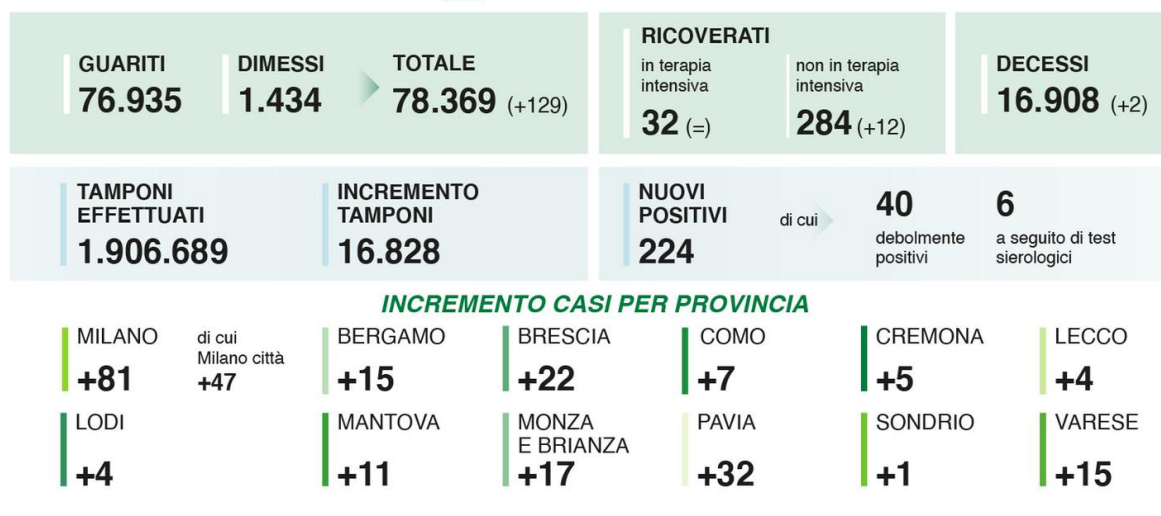 GUARITI
76.935
DIMESSI
1.434
TOTALE
78.369 (+129)
RICOVERATI
in terapia
intensiva
32 (=)
non in terapia
intensiva
284 (+12)
DECESSI
16.908 (+2)
TAMPONI
EFFETTUATI
1.906.689
INCREMENTO
TAMPONI
16.828
NUOVI
POSITIVI
224
di cui
40
debolmente
positivi
6
a seguito di test
sierologici
INCREMENTO CASI PER PROVINCIA
MILANO
+81
di cui
Milano città
+47
BERGAMO
+15
BRESCIA
+22
COMO
+7
CREMONA
+5
LECCO
+4
LODI
+4
MANTOVA
+11
MONZA
E BRIANZA
+17
PAVIA
+32
SONDRIO
+1
VARESE
+15